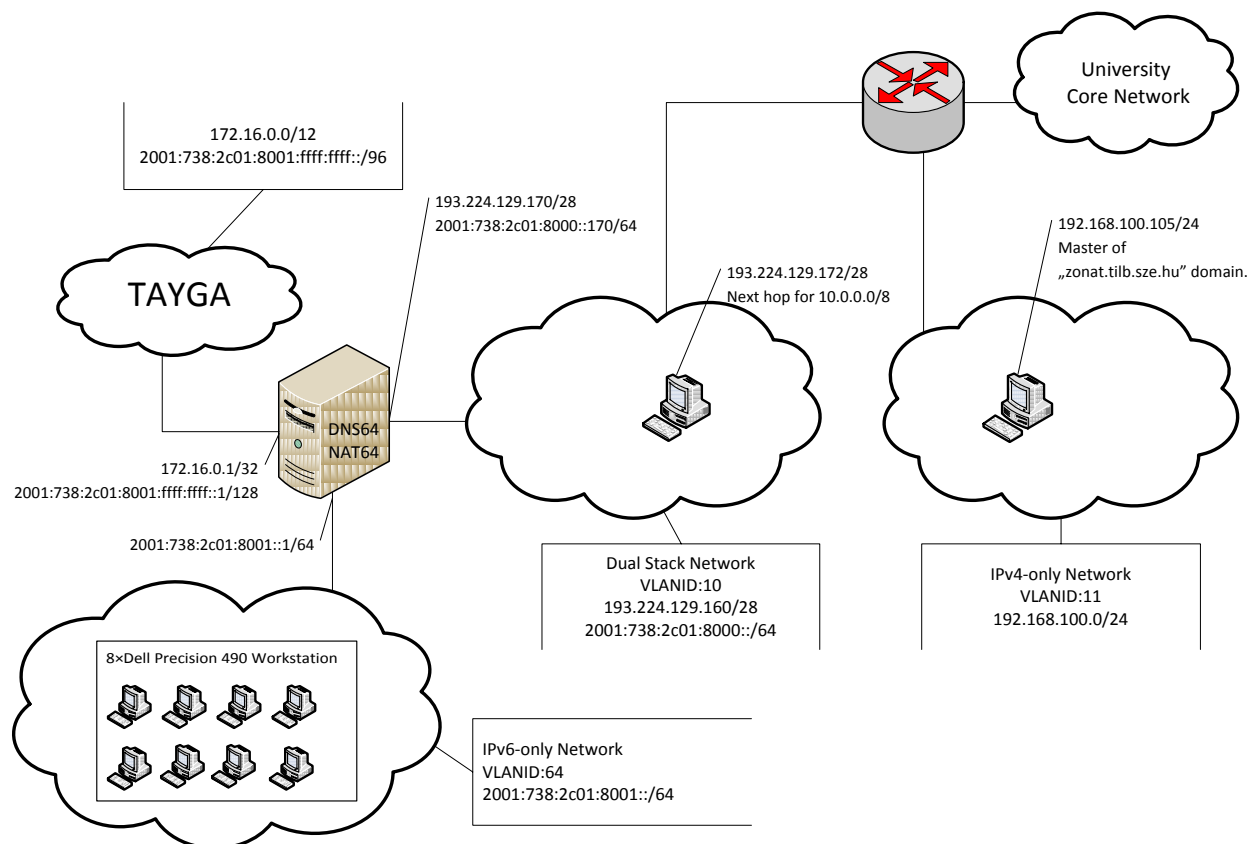 University
Core Network
172.16.0.0/12
2001:738:2c01:8001:ffff:ffff::/96
193.224.129.170/28
2001:738:2c01:8000::170/64
192.168.100.105/24
Master of
„zonat.tilb.sze.hu” domain.
193.224.129.172/28
Next hop for 10.0.0.0/8
TAYGA
DNS64
NAT64
172.16.0.1/32
2001:738:2c01:8001:ffff:ffff::1/128
2001:738:2c01:8001::1/64
Dual Stack Network
VLANID:10
193.224.129.160/28
2001:738:2c01:8000::/64
IPv4-only Network
VLANID:11
192.168.100.0/24
8×Dell Precision 490 Workstation
IPv6-only Network
VLANID:64
2001:738:2c01:8001::/64